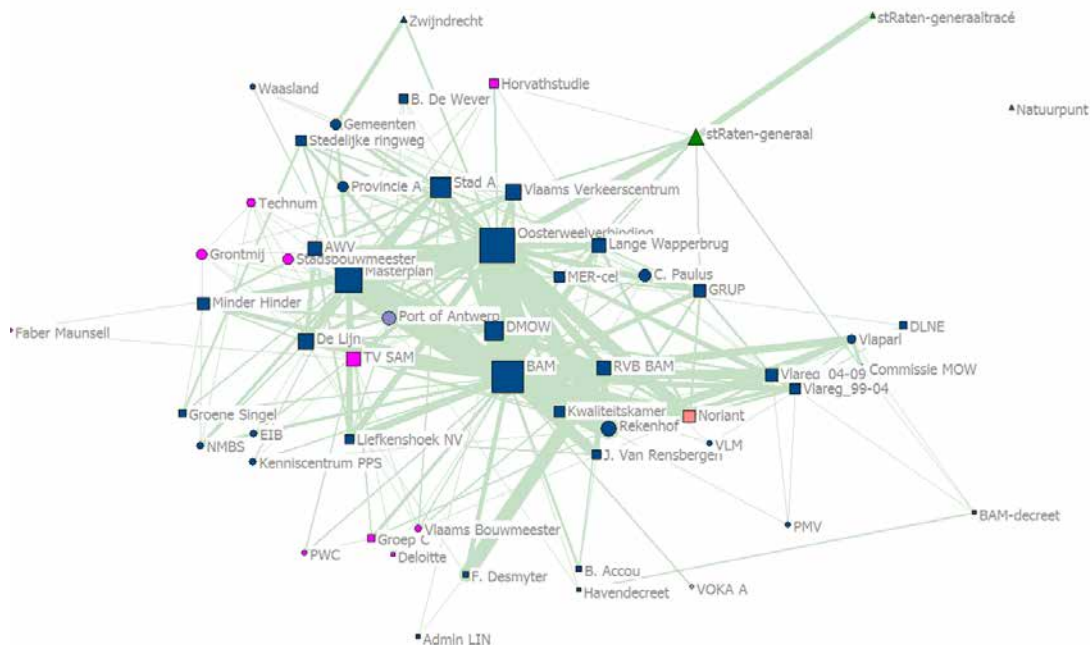 Zwijndrecht
stRaten-generaaltracé
Waasland
Horvathstudie
B. De Wever
Natuurpunt
Gemeenten
stRaten-generaal
Stedelijke ringweg
Provincie A
Stad A
Vlaams Verkeerscentrum
Technum
Oosterweelverbinding
Lange Wapperbrug
AWV
Grontmij
Stadsbouwmeester
Masterplan
MER-cel
C. Paulus
GRUP
Minder Hinder
Port of Antwerp
DLNE
Faber Maunsell
DMOW
De Lijn
Vlaparl
TV SAM
BAM
RVB BAM
Vlareg_04-09
Commissie MOW
Vlareg_99-04
Groene Singel
Kwaliteitskamer
Noriant
Rekenhof
EIB
Liefkenshoek NV
NMBS
VLM
J. Van Rensbergen
Kenniscentrum PPS
BAM-decreet
PMV
Vlaams Bouwmeester
Groep C
PWC
Deloitte
F. Desmyter
B. Accou
Havendecreet
VOKA A
Admin LIN